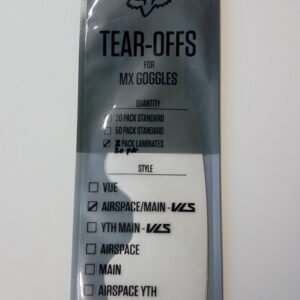 TEAR-OFFS
FOR
MX GOGGLES
QUANTITY
20 PACK STANDARD
50 PACK STANDARD
PACK LAMINATES
STYLE
VUE
AIRSPACE/MAIN - VLS
YTH MAIN - VLS
AIRSPACE
MAIN
AIRSPACE YTH